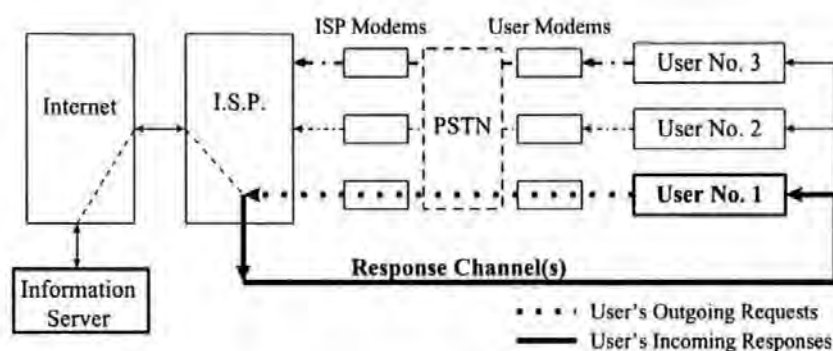 ISP Modems
User Modems
Internet
I.S.P.
PSTN
User No. 3
User No. 2
User No. 1
Response Channel(s)
Information
Server
User's Outgoing Requests
User's Incoming Responses